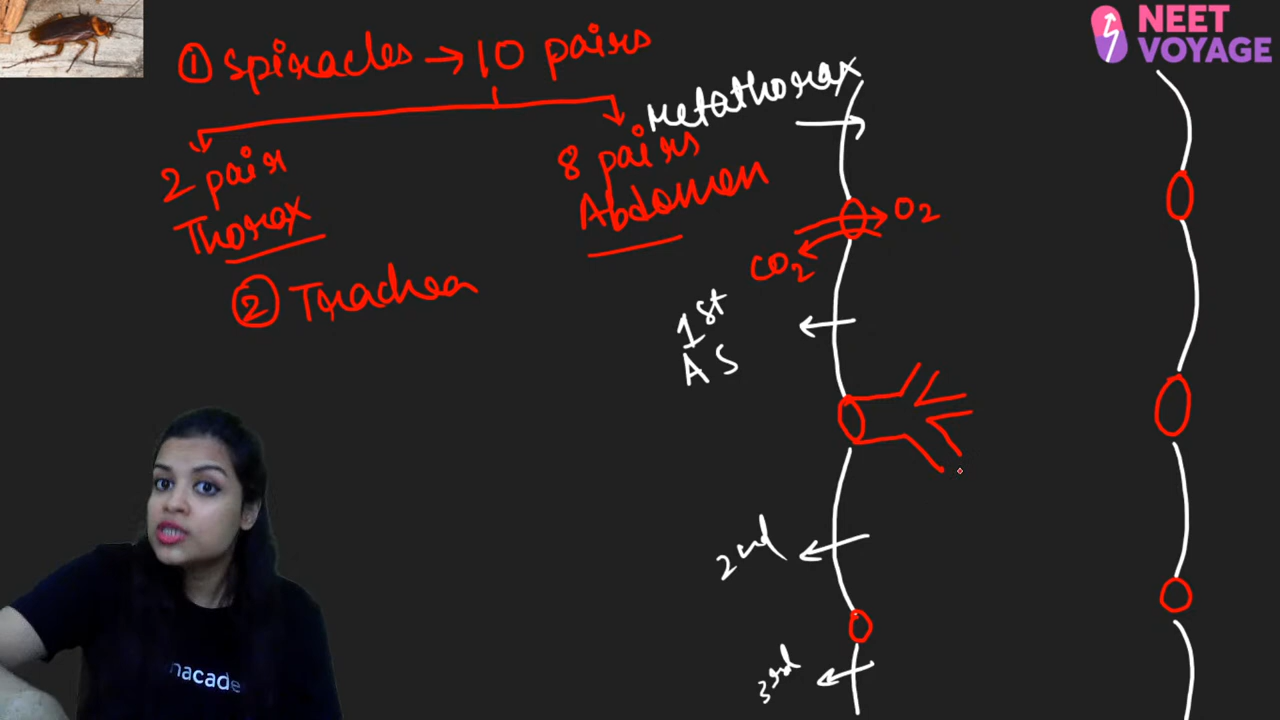 NEET
VOYAGE
① Spiracles → 10 pairs
2 pair
Thorax
8 pairs
Abdomen
② Trachea
Metathorax
O2
CO2
1st
AS
2nd
3rd
nacade